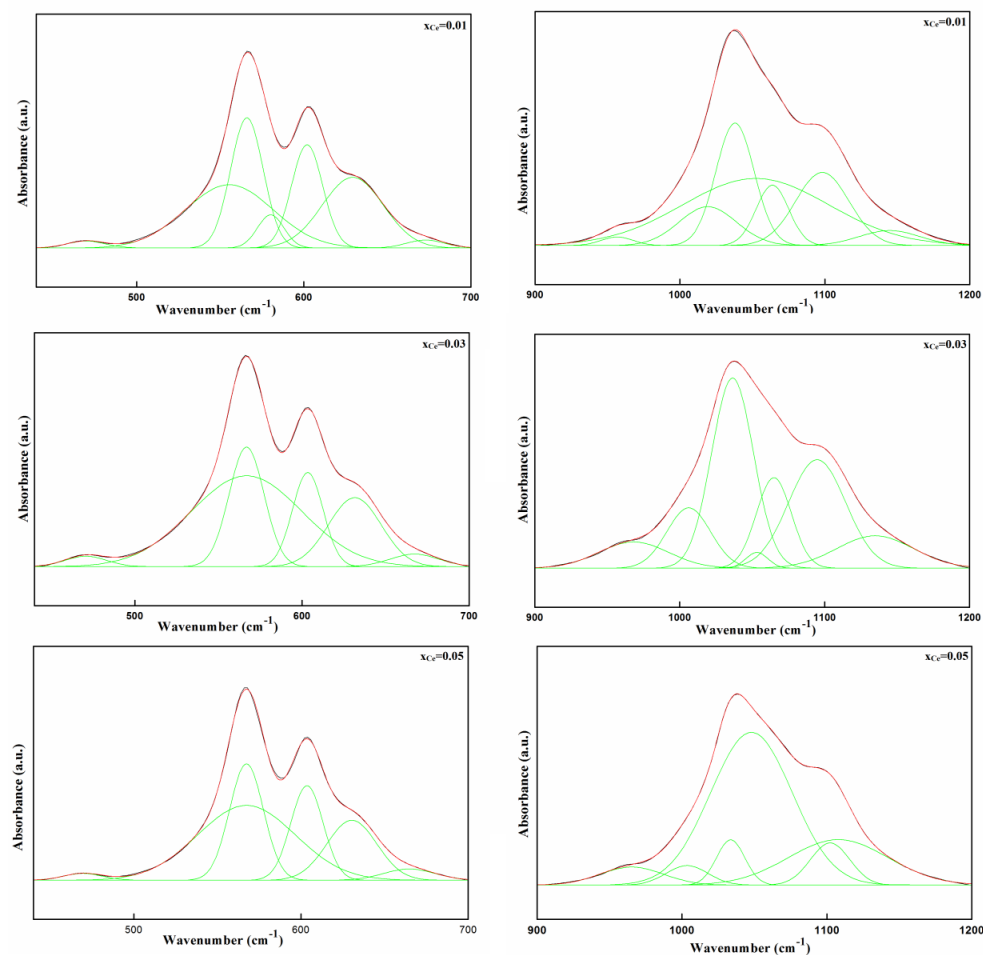 x_Ce=0.01
Absorbance (a.u.)
500 600 700
Wavenumber (cm⁻¹)
x_Ce=0.01
Absorbance (a.u.)
900 1000 1100 1200
Wavenumber (cm⁻¹)
x_Ce=0.03
Absorbance (a.u.)
500 600 700
Wavenumber (cm⁻¹)
x_Ce=0.03
Absorbance (a.u.)
900 1000 1100 1200
Wavenumber (cm⁻¹)
x_Ce=0.05
Absorbance (a.u.)
500 600 700
Wavenumber (cm⁻¹)
x_Ce=0.05
Absorbance (a.u.)
900 1000 1100 1200
Wavenumber (cm⁻¹)